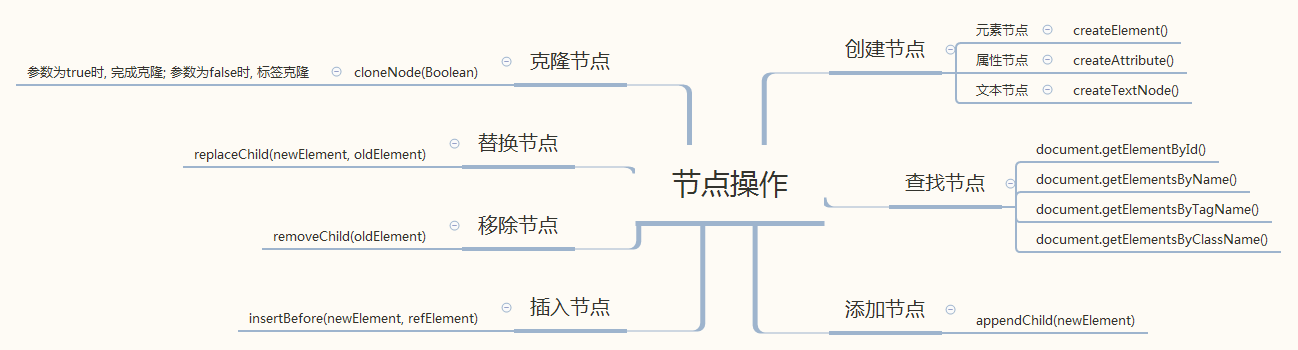 节点操作
创建节点
元素节点 createElement()
属性节点 createAttribute()
文本节点 createTextNode()
查找节点
document.getElementById()
document.getElementsByName()
document.getElementsByTagName()
document.getElementsByClassName()
添加节点
appendChild(newElement)
克隆节点
参数为true时, 完成克隆; 参数为false时, 标签克隆 cloneNode(Boolean)
替换节点
replaceChild(newElement, oldElement)
移除节点
removeChild(oldElement)
插入节点
insertBefore(newElement, refElement)